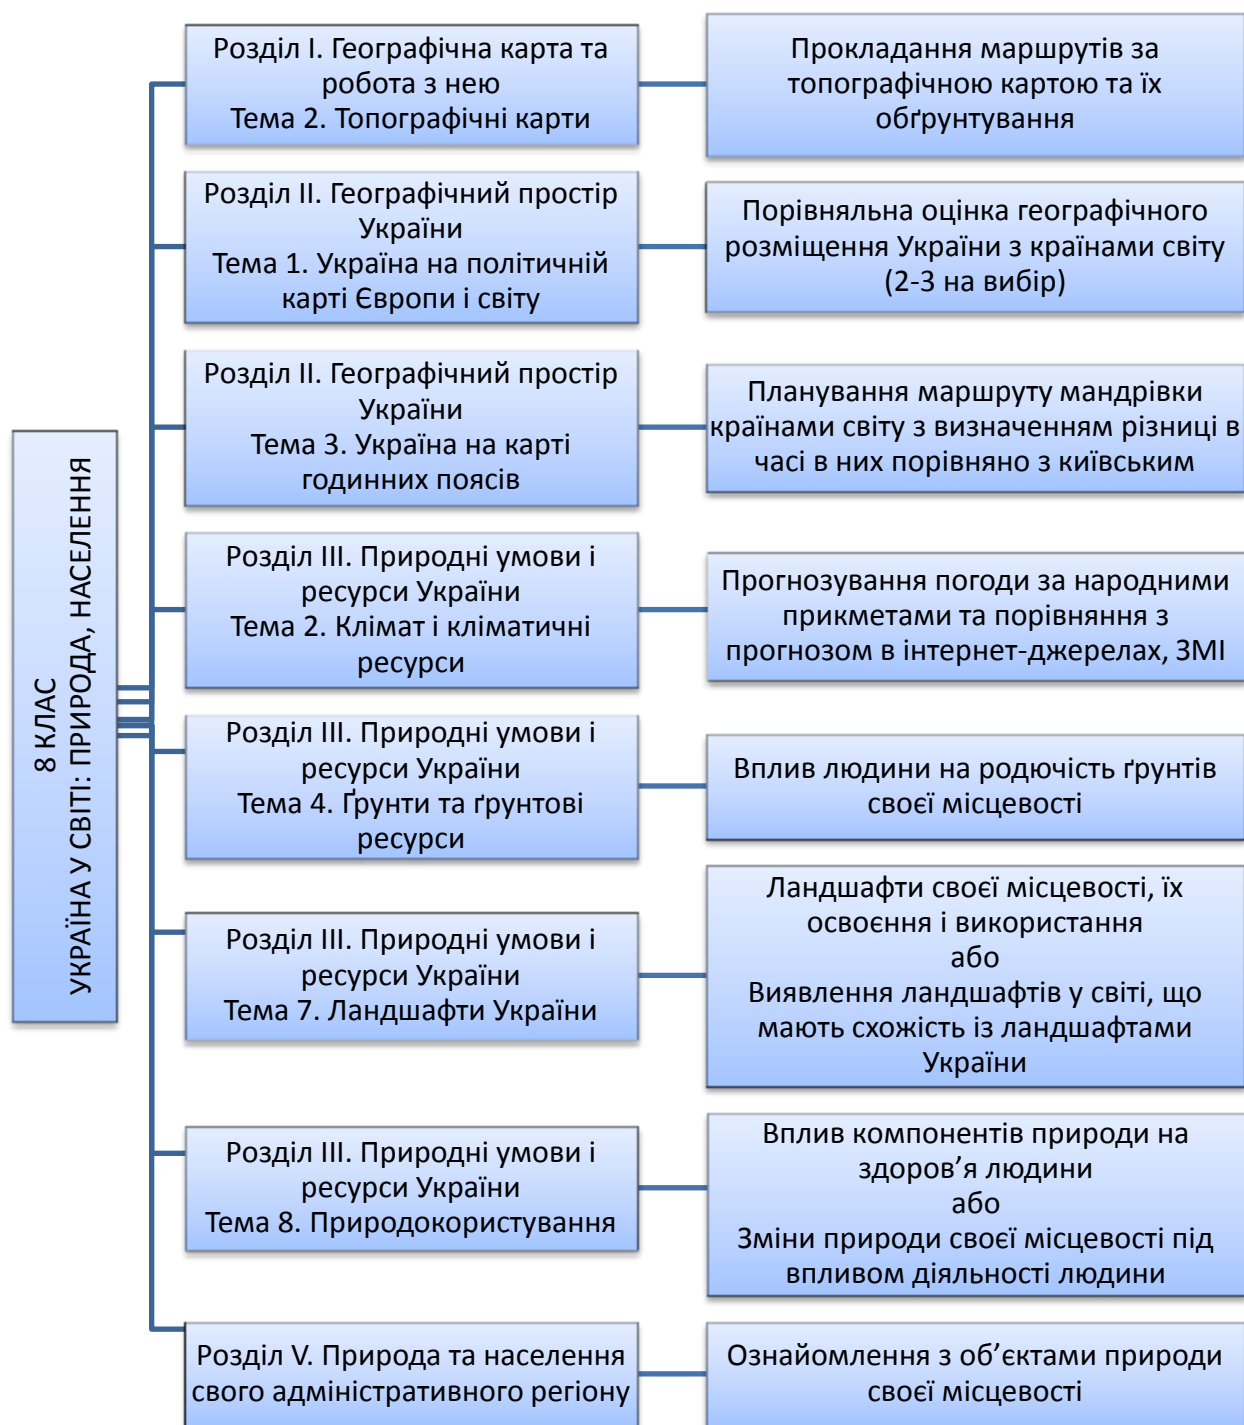 8 КЛАС
УКРАЇНА У СВІТІ: ПРИРОДА, НАСЕЛЕННЯ
Розділ І. Географічна карта та
робота з нею
Тема 2. Топографічні карти
Прокладання маршрутів за
топографічною картою та їх
обґрунтування
Розділ ІІ. Географічний простір
України
Тема 1. Україна на політичній
карті Європи і світу
Порівняльна оцінка географічного
розміщення України з країнами світу
(2-3 на вибір)
Розділ ІІ. Географічний простір
України
Тема 3. Україна на карті
годинних поясів
Планування маршруту мандрівки
країнами світу з визначенням різниці в
часі в них порівняно з київським
Розділ ІІІ. Природні умови і
ресурси України
Тема 2. Клімат і кліматичні
ресурси
Прогнозування погоди за народними
прикметами та порівняння з
прогнозом в інтернет-джерелах, ЗМІ
Розділ ІІІ. Природні умови і
ресурси України
Тема 4. Ґрунти та ґрунтові
ресурси
Вплив людини на родючість ґрунтів
своєї місцевості
Розділ ІІІ. Природні умови і
ресурси України
Тема 7. Ландшафти України
Ландшафти своєї місцевості, їх
освоєння і використання
або
Виявлення ландшафтів у світі, що
мають схожість із ландшафтами
України
Розділ ІІІ. Природні умови і
ресурси України
Тема 8. Природокористування
Вплив компонентів природи на
здоров’я людини
або
Зміни природи своєї місцевості під
впливом діяльності людини
Розділ V. Природа та населення
свого адміністративного регіону
Ознайомлення з об’єктами природи
своєї місцевості